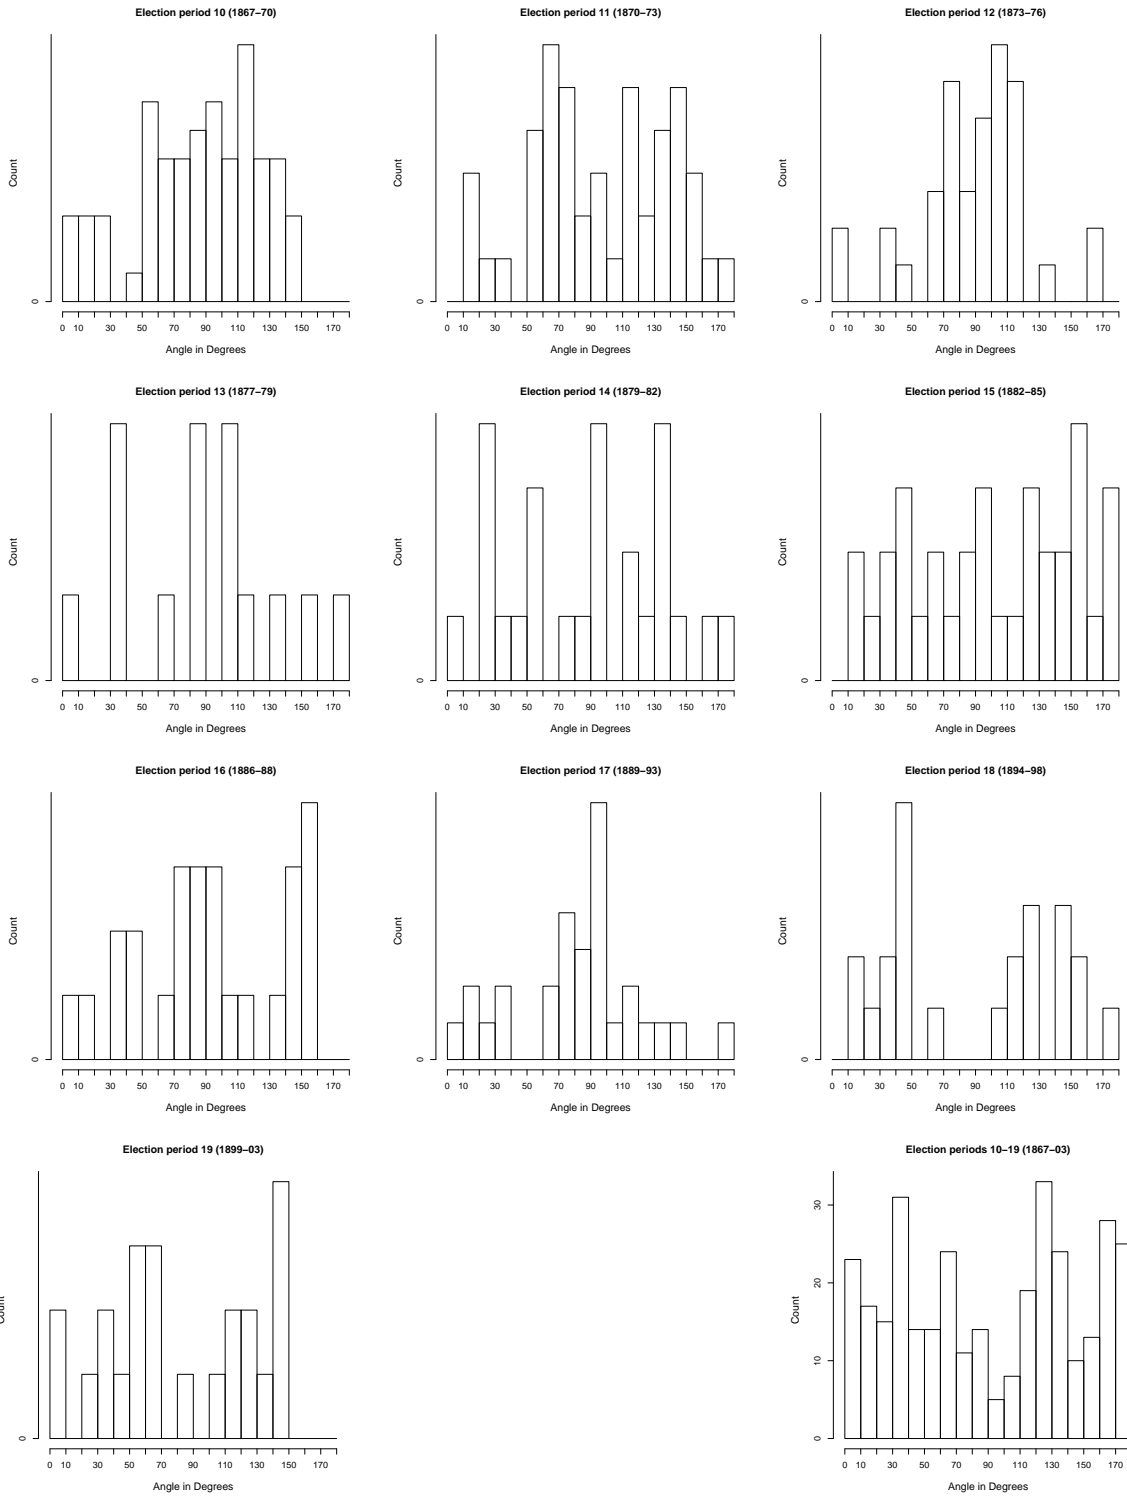 Election period 10 (1867–70)
Count
0
0 10 30 50 70 90 110 130 150 170
Angle in Degrees
Election period 11 (1870–73)
Count
0
0 10 30 50 70 90 110 130 150 170
Angle in Degrees
Election period 12 (1873–76)
Count
0
0 10 30 50 70 90 110 130 150 170
Angle in Degrees
Election period 13 (1877–79)
Count
0
0 10 30 50 70 90 110 130 150 170
Angle in Degrees
Election period 14 (1879–82)
Count
0
0 10 30 50 70 90 110 130 150 170
Angle in Degrees
Election period 15 (1882–85)
Count
0
0 10 30 50 70 90 110 130 150 170
Angle in Degrees
Election period 16 (1886–88)
Count
0
0 10 30 50 70 90 110 130 150 170
Angle in Degrees
Election period 17 (1889–93)
Count
0
0 10 30 50 70 90 110 130 150 170
Angle in Degrees
Election period 18 (1894–98)
Count
0
0 10 30 50 70 90 110 130 150 170
Angle in Degrees
Election period 19 (1899–03)
Count
0
0 10 30 50 70 90 110 130 150 170
Angle in Degrees
Election periods 10–19 (1867–03)
Count
30
20
10
0
0 10 30 50 70 90 110 130 150 170
Angle in Degrees